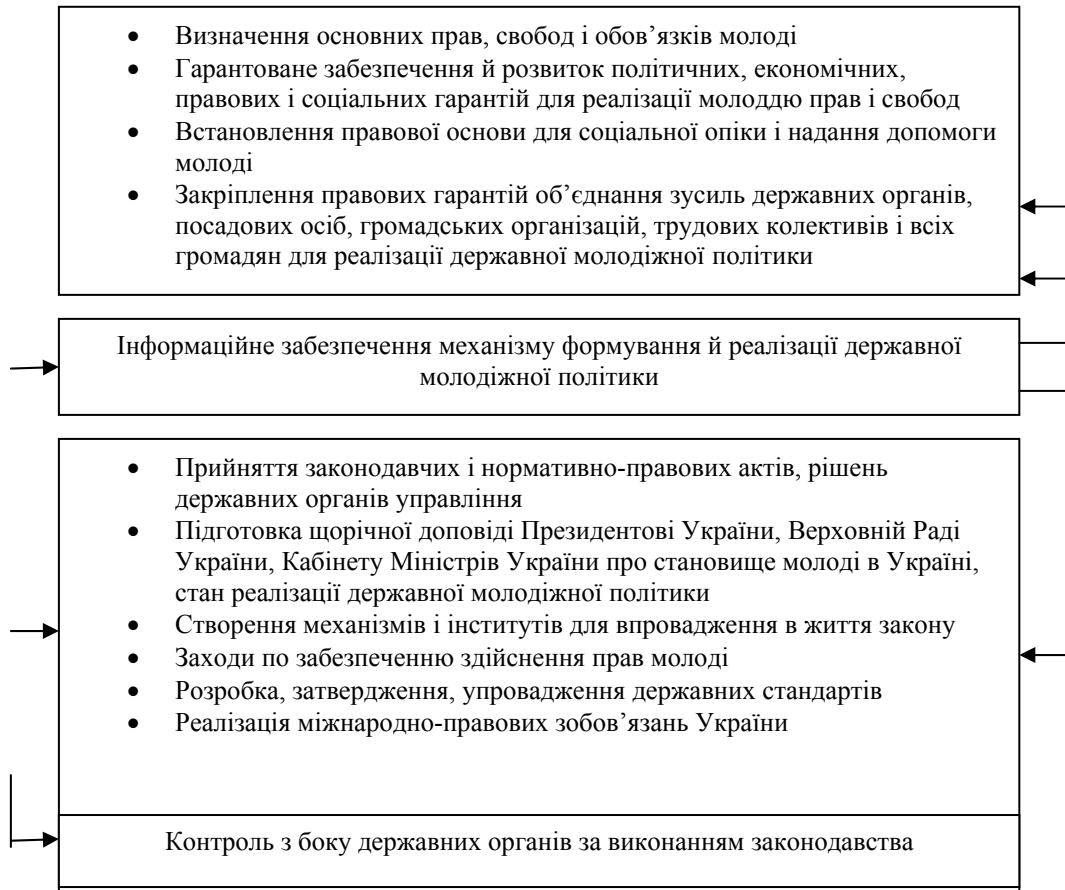 • Визначення основних прав, свобод і обов’язків молоді
• Гарантоване забезпечення й розвиток політичних, економічних,
правових і соціальних гарантій для реалізації молоддю прав і свобод
• Встановлення правової основи для соціальної опіки і надання допомоги
молоді
• Закріплення правових гарантій об’єднання зусиль державних органів,
посадових осіб, громадських організацій, трудових колективів і всіх
громадян для реалізації державної молодіжної політики
Інформаційне забезпечення механізму формування й реалізації державної
молодіжної політики
• Прийняття законодавчих і нормативно-правових актів, рішень
державних органів управління
• Підготовка щорічної доповіді Президентові України, Верховній Раді
України, Кабінету Міністрів України про становище молоді в Україні,
стан реалізації державної молодіжної політики
• Створення механізмів і інститутів для впровадження в життя закону
• Заходи по забезпеченню здійснення прав молоді
• Розробка, затвердження, упровадження державних стандартів
• Реалізація міжнародно-правових зобов’язань України
Контроль з боку державних органів за виконанням законодавства